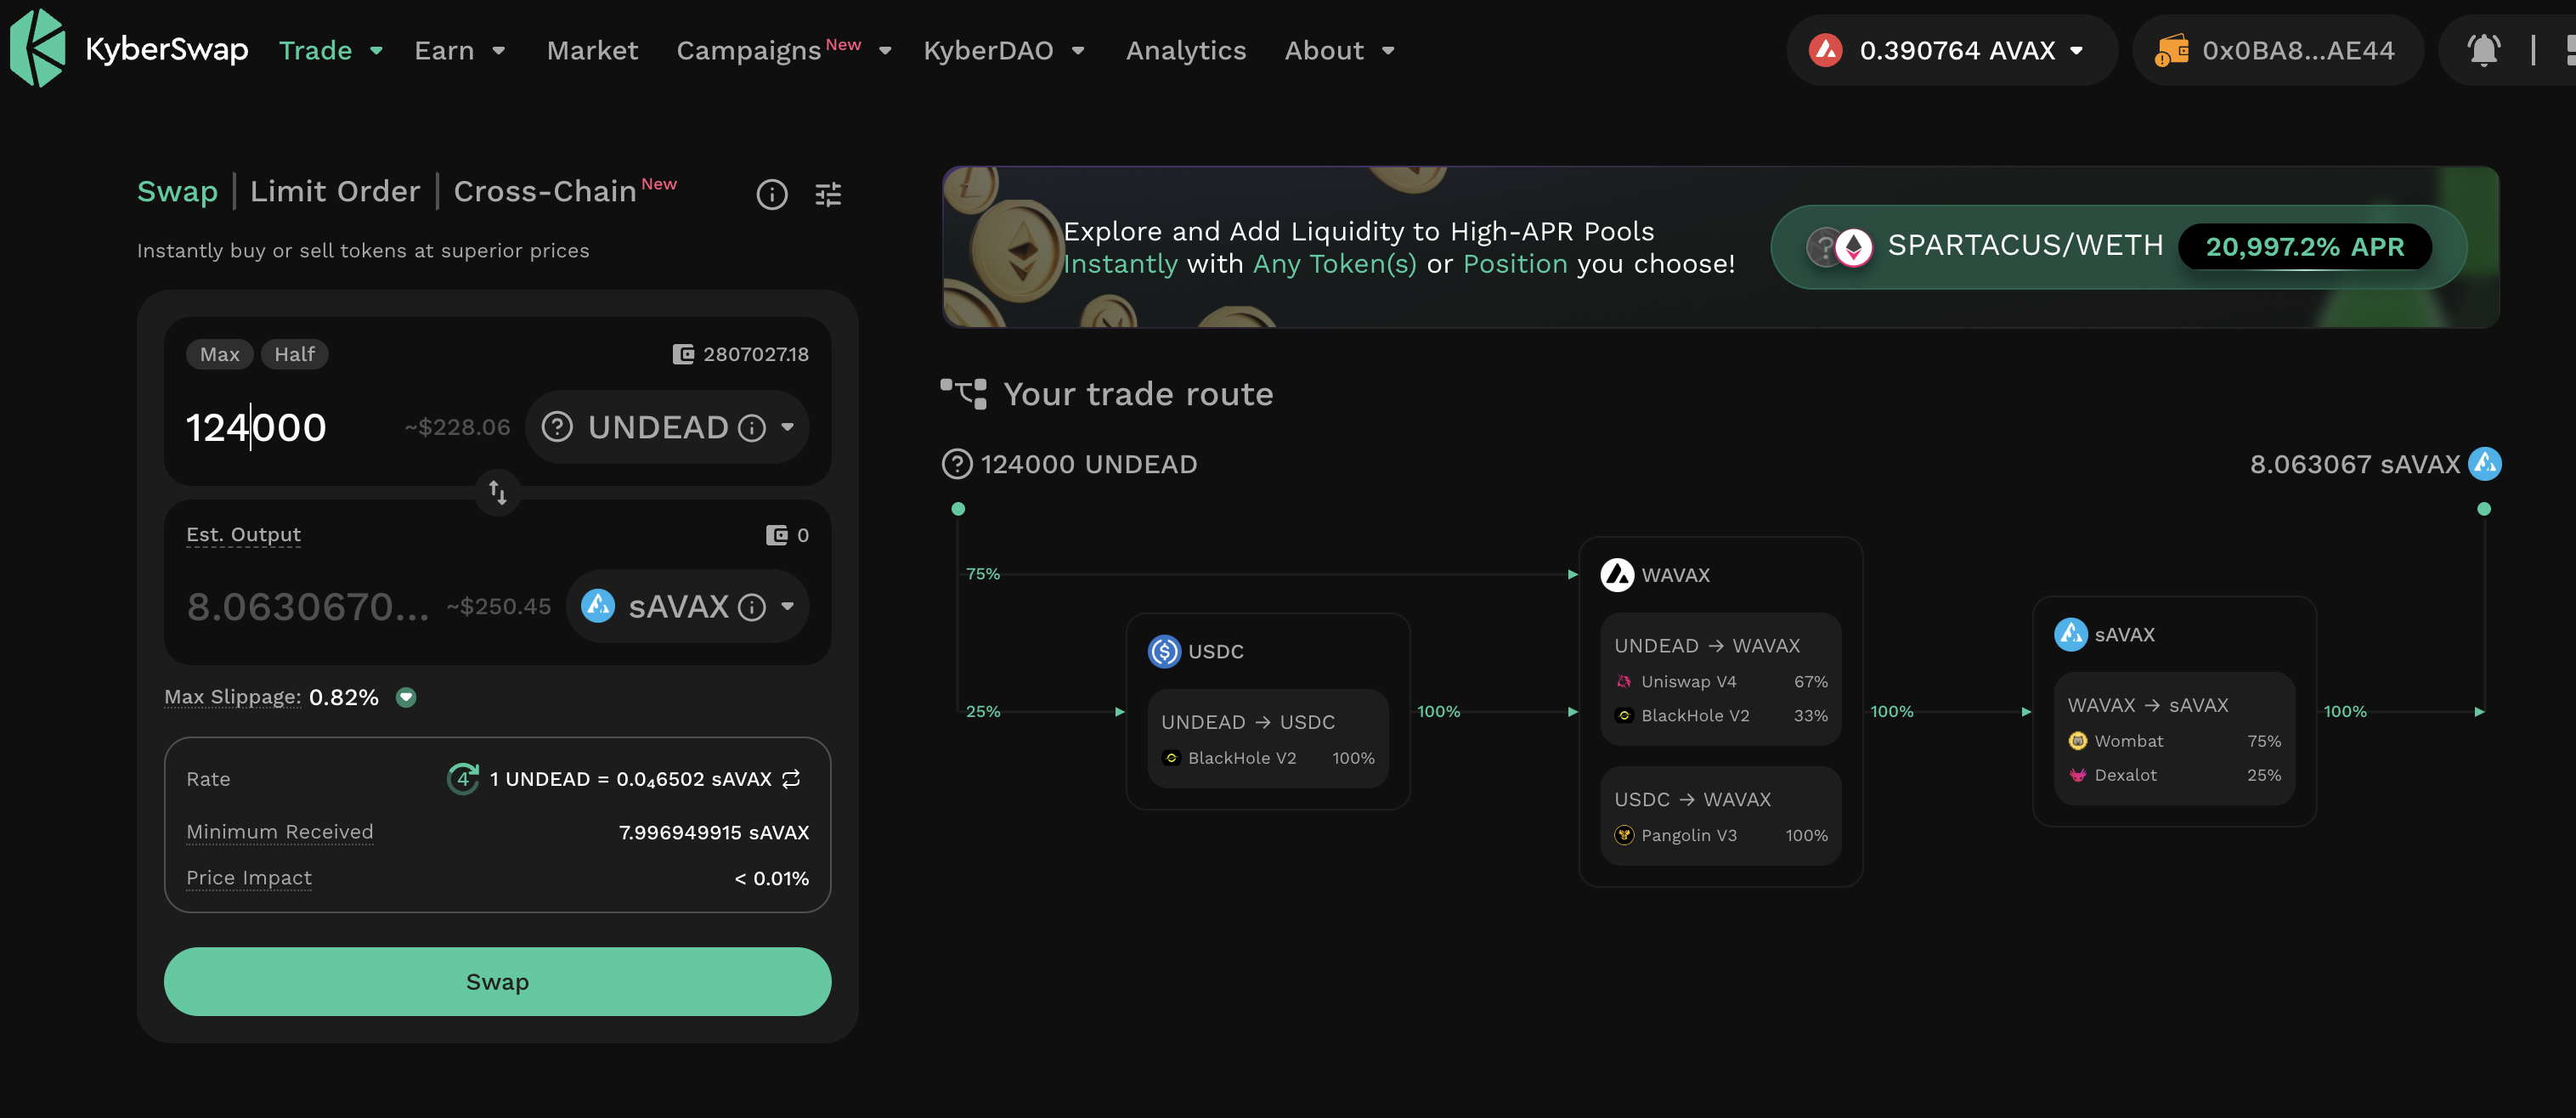 KyberSwap Trade Earn Market Campaigns New KyberDAO Analytics About 0.390764 AVAX 0x0BA8...AE44
Swap | Limit Order | Cross-Chain New
Instantly buy or sell tokens at superior prices
Max Half 2807027.18
124000 ~$228.06 UNDEAD
Est. Output 0
8.0630670... ~$250.45 sAVAX
Max Slippage: 0.82%
Rate 4 1 UNDEAD = 0.0₄6502 sAVAX
Minimum Received 7.996949915 sAVAX
Price Impact < 0.01%
Swap
Explore and Add Liquidity to High-APR Pools
Instantly with Any Token(s) or Position you choose!
SPARTACUS/WETH 20,997.2% APR
Your trade route
124000 UNDEAD 8.063067 sAVAX
75%
25%
USDC
UNDEAD → USDC
BlackHole V2 100%
100%
WAVAX
UNDEAD → WAVAX
Uniswap V4 67%
BlackHole V2 33%
USDC → WAVAX
Pangolin V3 100%
100%
sAVAX
WAVAX → sAVAX
Wombat 75%
Dexalot 25%
100%